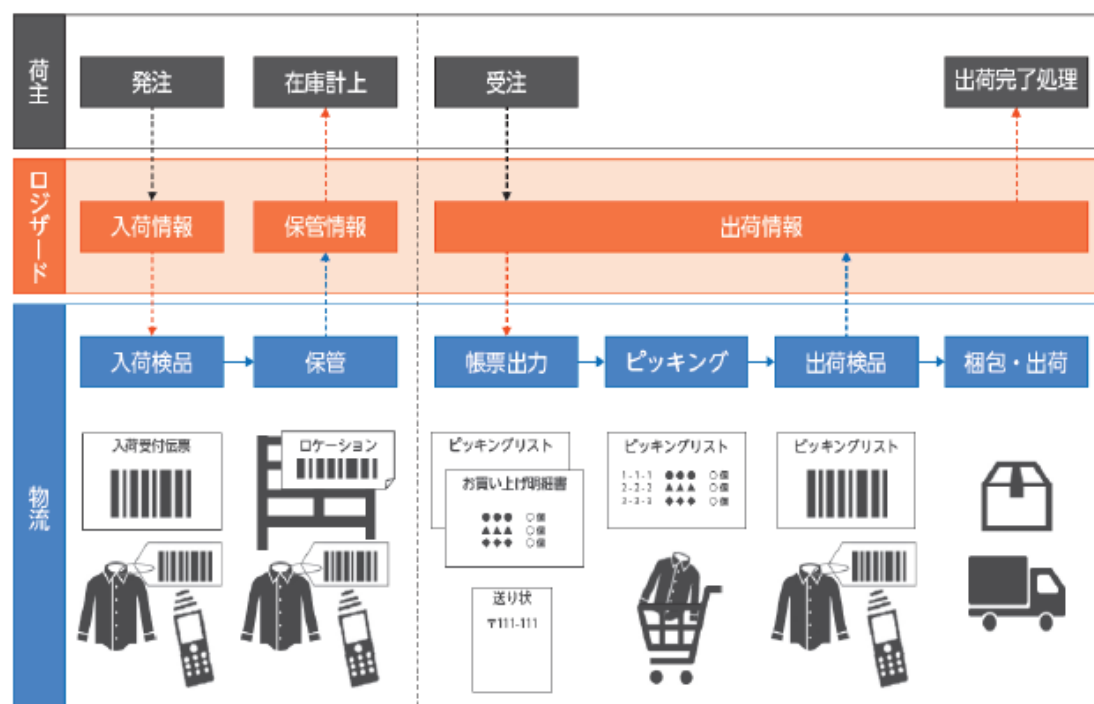 荷主
発注
在庫計上
受注
出荷完了処理
ロジザード
入荷情報
保管情報
出荷情報
物流
入荷検品
保管
帳票出力
ピッキング
出荷検品
梱包・出荷
入荷受付伝票
ロケーション
ピッキングリスト
お買い上げ明細書
●●● ○個
▲▲▲ ○個
◆◆◆ ○個
送り状
〒111-111
ピッキングリスト
1-1-1 ●●● ○個
2-2-2 ▲▲▲ ○個
3-3-3 ◆◆◆ ○個
ピッキングリスト